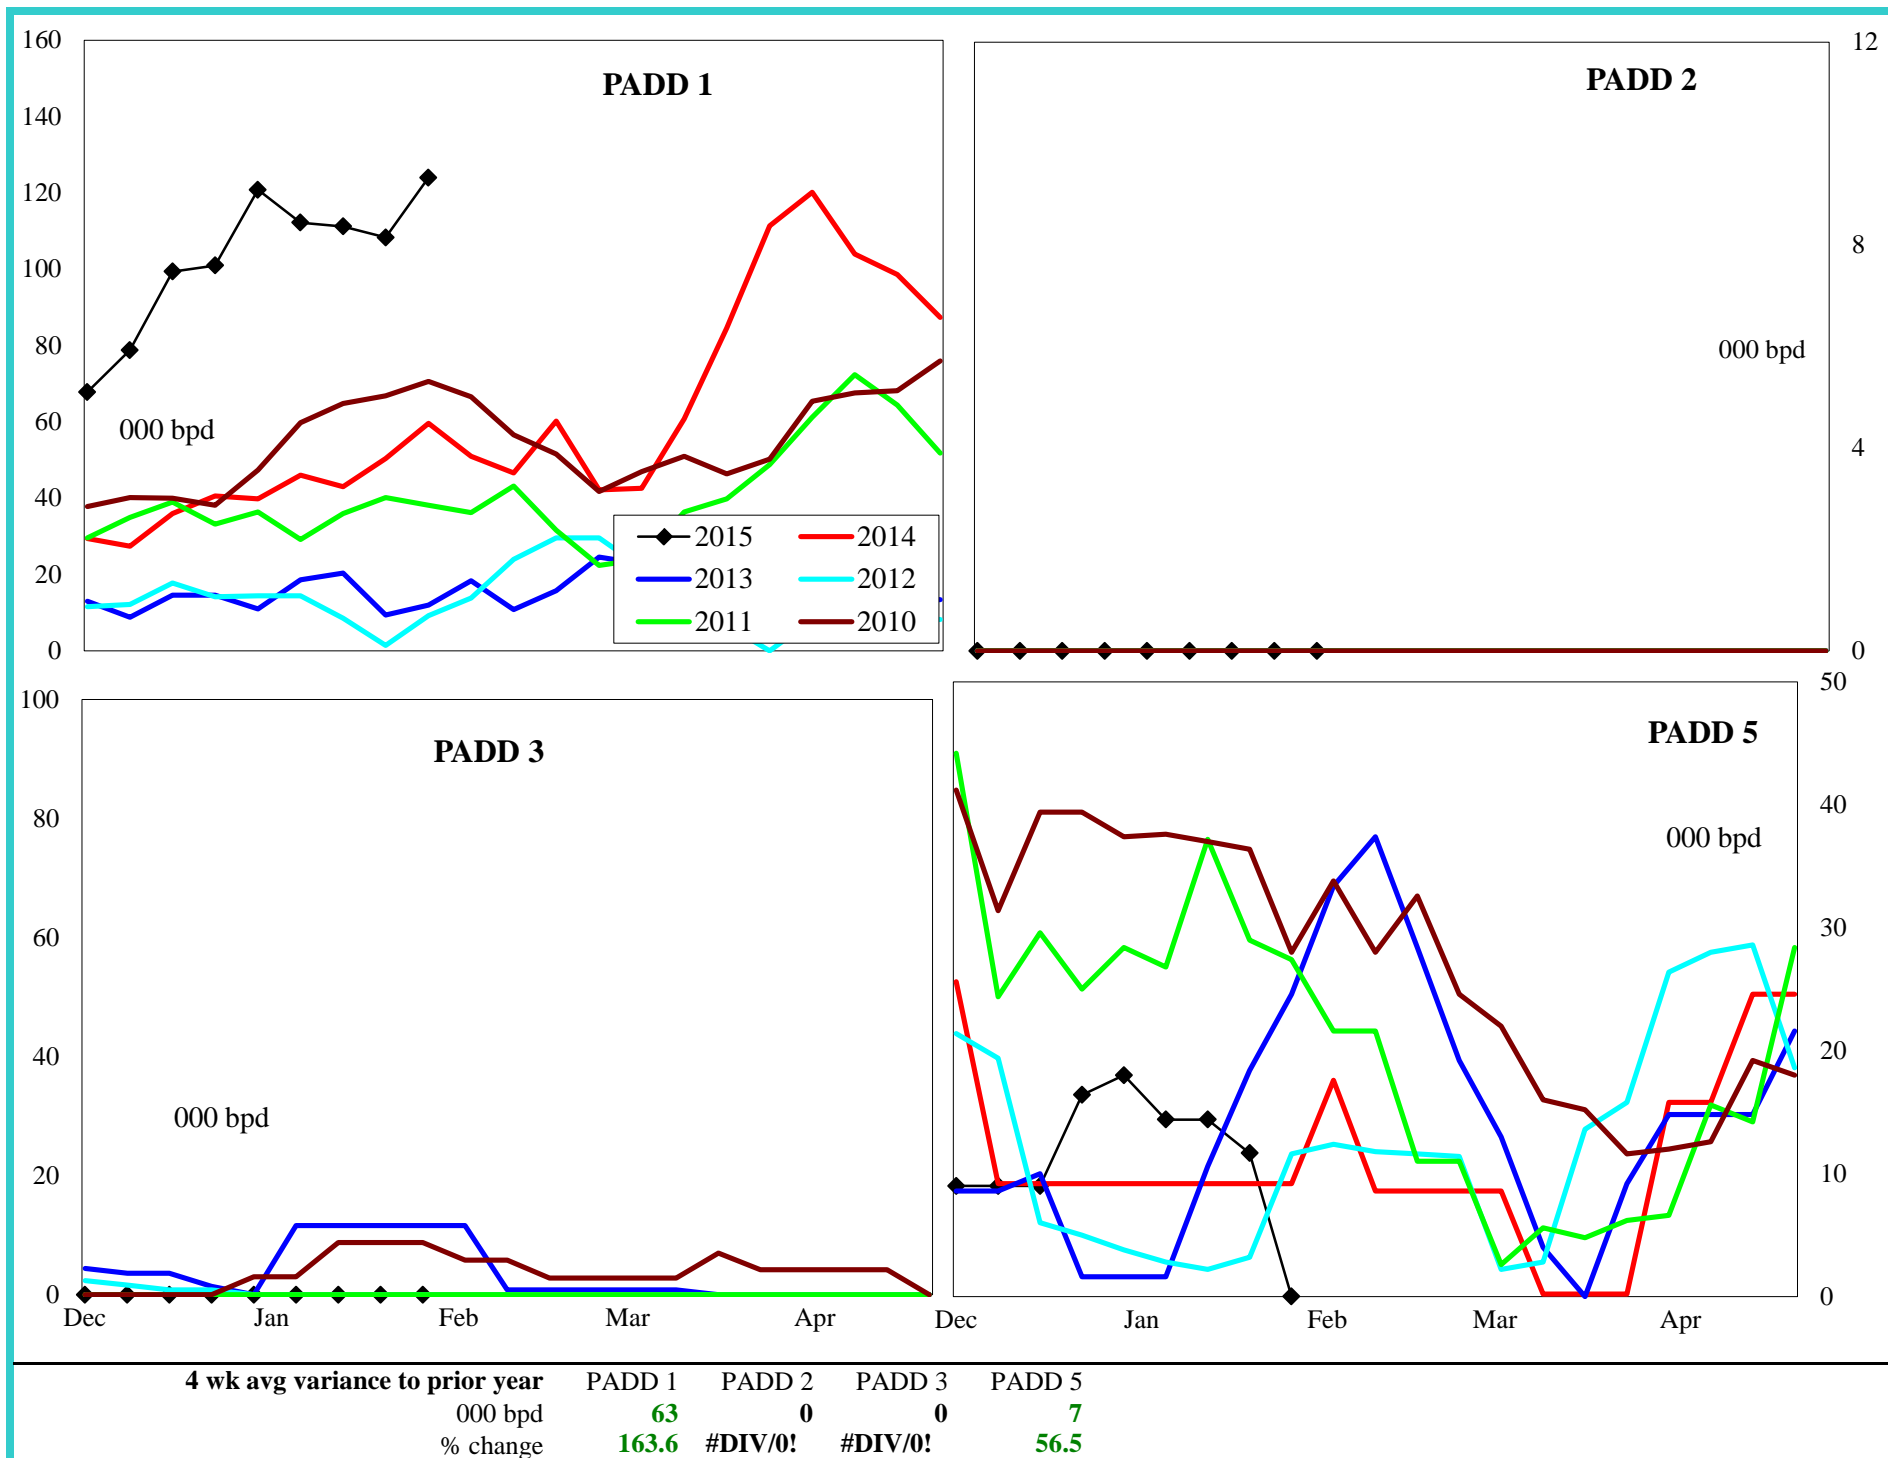 160
140
120
100
80
60
40
20
0
PADD 1
000 bpd
2015 2014
2013 2012
2011 2010
PADD 2
12
8
4
0
000 bpd
100
80
60
40
20
0
PADD 3
000 bpd
Dec Jan Feb Mar Apr
PADD 5
50
40
30
20
10
0
000 bpd
Dec Jan Feb Mar Apr
4 wk avg variance to prior year PADD 1 PADD 2 PADD 3 PADD 5
000 bpd 63 0 0 7
% change 163.6 #DIV/0! #DIV/0! 56.5